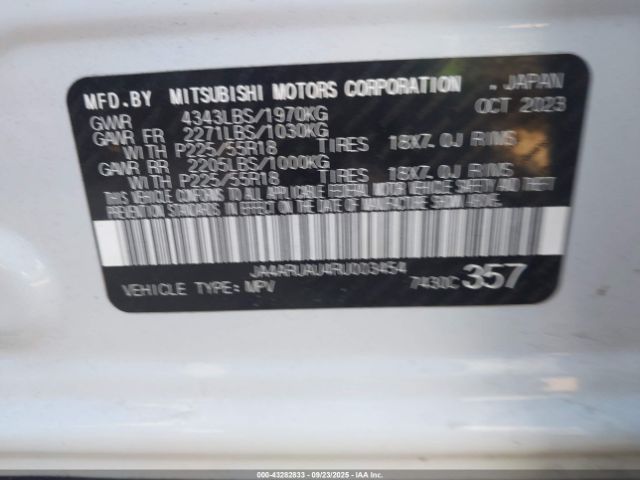 MFD.BY MITSUBISHI MOTORS CORPORATION , JAPAN
GVWR 4343LBS/1970KG OCT 2023
GAWR FR 2271LBS/1030KG
WITH P225/55R18 TIRES 18X7.0J RIMS
GAWR RR 2205LBS/1000KG
WITH P225/55R18 TIRES 18X7.0J RIMS
THIS VEHICLE CONFORMS TO ALL APPLICABLE FEDERAL MOTOR VEHICLE SAFETY AND THEFT
PREVENTION STANDARDS IN EFFECT ON THE DATE OF MANUFACTURE SHOWN ABOVE.
JA4ARUAU4RU003454
VEHICLE TYPE: MPV 7430C 357
000-43282833 - 09/23/2025 - IAA Inc.